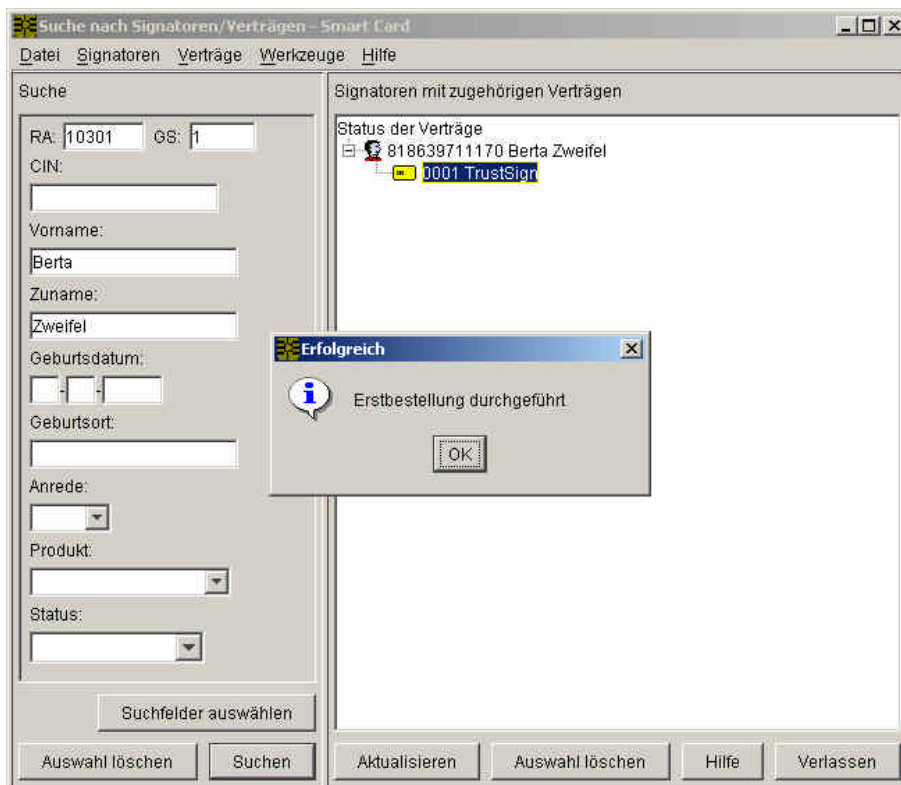 Suche nach Signatoren/Verträgen - Smart Card
Datei Signatoren Verträge Werkzeuge Hilfe
Suche
RA: 10301 GS: 1
CIN:
Vorname:
Berta
Zuname:
Zweifel
Geburtsdatum:
- -
Geburtsort:
Anrede:
Produkt:
Status:
Suchfelder auswählen
Auswahl löschen Suchen
Signatoren mit zugehörigen Verträgen
Status der Verträge
818639711170 Berta Zweifel
0001 TrustSign
Erfolgreich
Erstbestellung durchgeführt
OK
Aktualisieren Auswahl löschen Hilfe Verlassen